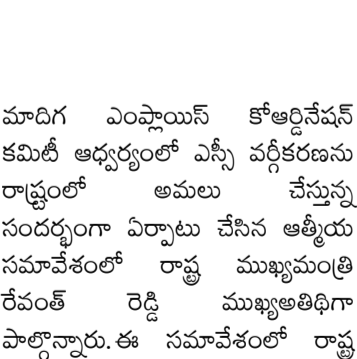 మాదిగ ఎంప్లాయిస్ కోఆర్డినేషన్
కమిటీ ఆధ్వర్యంలో ఎస్సీ వర్గీకరణను
రాష్ట్రంలో అమలు చేస్తున్న
సందర్భంగా ఏర్పాటు చేసిన ఆత్మీయ
సమావేశంలో రాష్ట్ర ముఖ్యమంత్రి
రేవంత్ రెడ్డి ముఖ్యఅతిథిగా
పాల్గొన్నారు. ఈ సమావేశంలో రాష్ట్ర